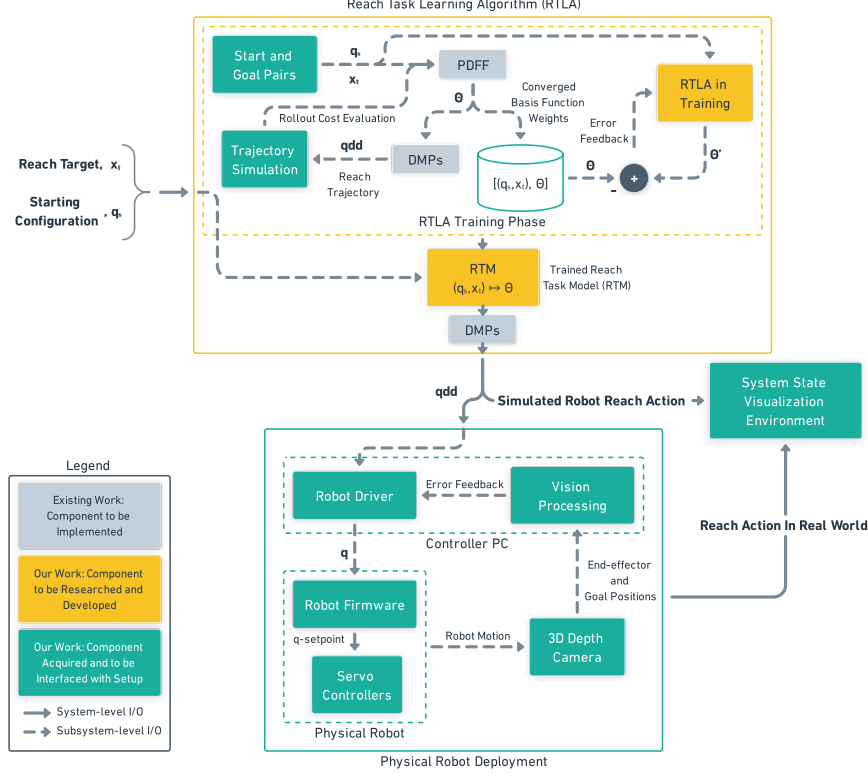 Reach Task Learning Algorithm (RTLA)
Start and
Goal Pairs
qₛ
xₜ
PDFF
RTLA in
Training
Rollout Cost Evaluation
Θ
Converged
Basis Function
Weights
Error
Feedback
Trajectory
Simulation
qdd
DMPs
Reach
Trajectory
[(qₛ,xₜ), Θ]
Θ
-
+
Θ’
RTLA Training Phase
Reach Target, xₜ
Starting
Configuration , qₛ
RTM
(qₛ,xₜ) ↦ Θ
Trained Reach
Task Model (RTM)
DMPs
qdd
Simulated Robot Reach Action
System State
Visualization
Environment
Robot Driver
Error Feedback
Vision
Processing
Controller PC
q
End-effector
and
Goal Positions
Reach Action In Real World
Robot Firmware
q-setpoint
Servo
Controllers
Robot Motion
3D Depth
Camera
Physical Robot
Physical Robot Deployment
Legend
Existing Work:
Component to be
Implemented
Our Work: Component
to be Researched and
Developed
Our Work: Component
Acquired and to be
Interfaced with Setup
System-level I/O
Subsystem-level I/O